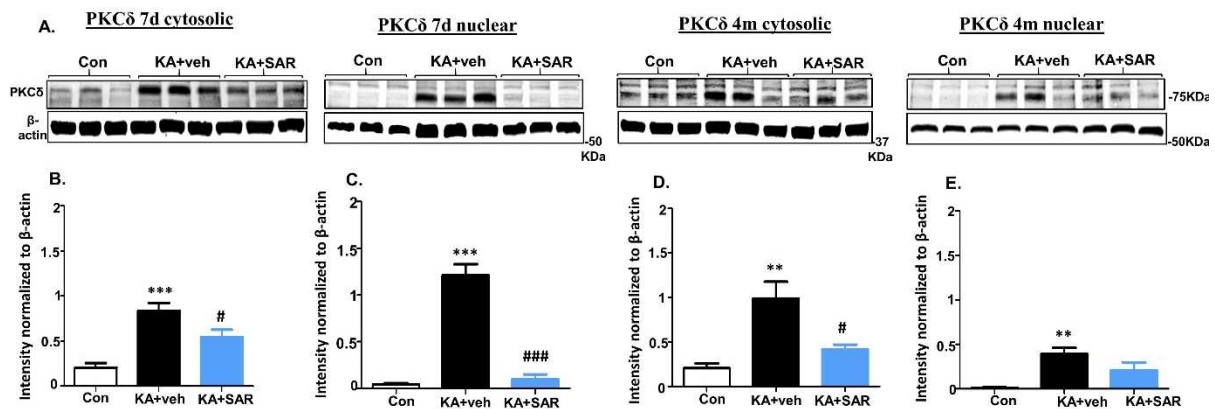 A.
PKCδ 7d cytosolic
PKCδ 7d nuclear
PKCδ 4m cytosolic
PKCδ 4m nuclear
Con KA+veh KA+SAR
Con KA+veh KA+SAR
Con KA+veh KA+SAR
Con KA+veh KA+SAR
PKCδ
-75KDa
β-
actin
-50
KDa
-37
KDa
-50KDa
B.
Intensity normalized to β-actin
2
1.5
1
0.5
0
***
#
Con KA+veh KA+SAR
C.
Intensity normalized to β-actin
2
1.5
1
0.5
0
***
###
Con KA+veh KA+SAR
D.
Intensity normalized to β-actin
2
1.5
1
0.5
0
**
#
Con KA+veh KA+SAR
E.
Intensity normalized to β-actin
2
1.5
1
0.5
0
**
Con KA+veh KA+SAR